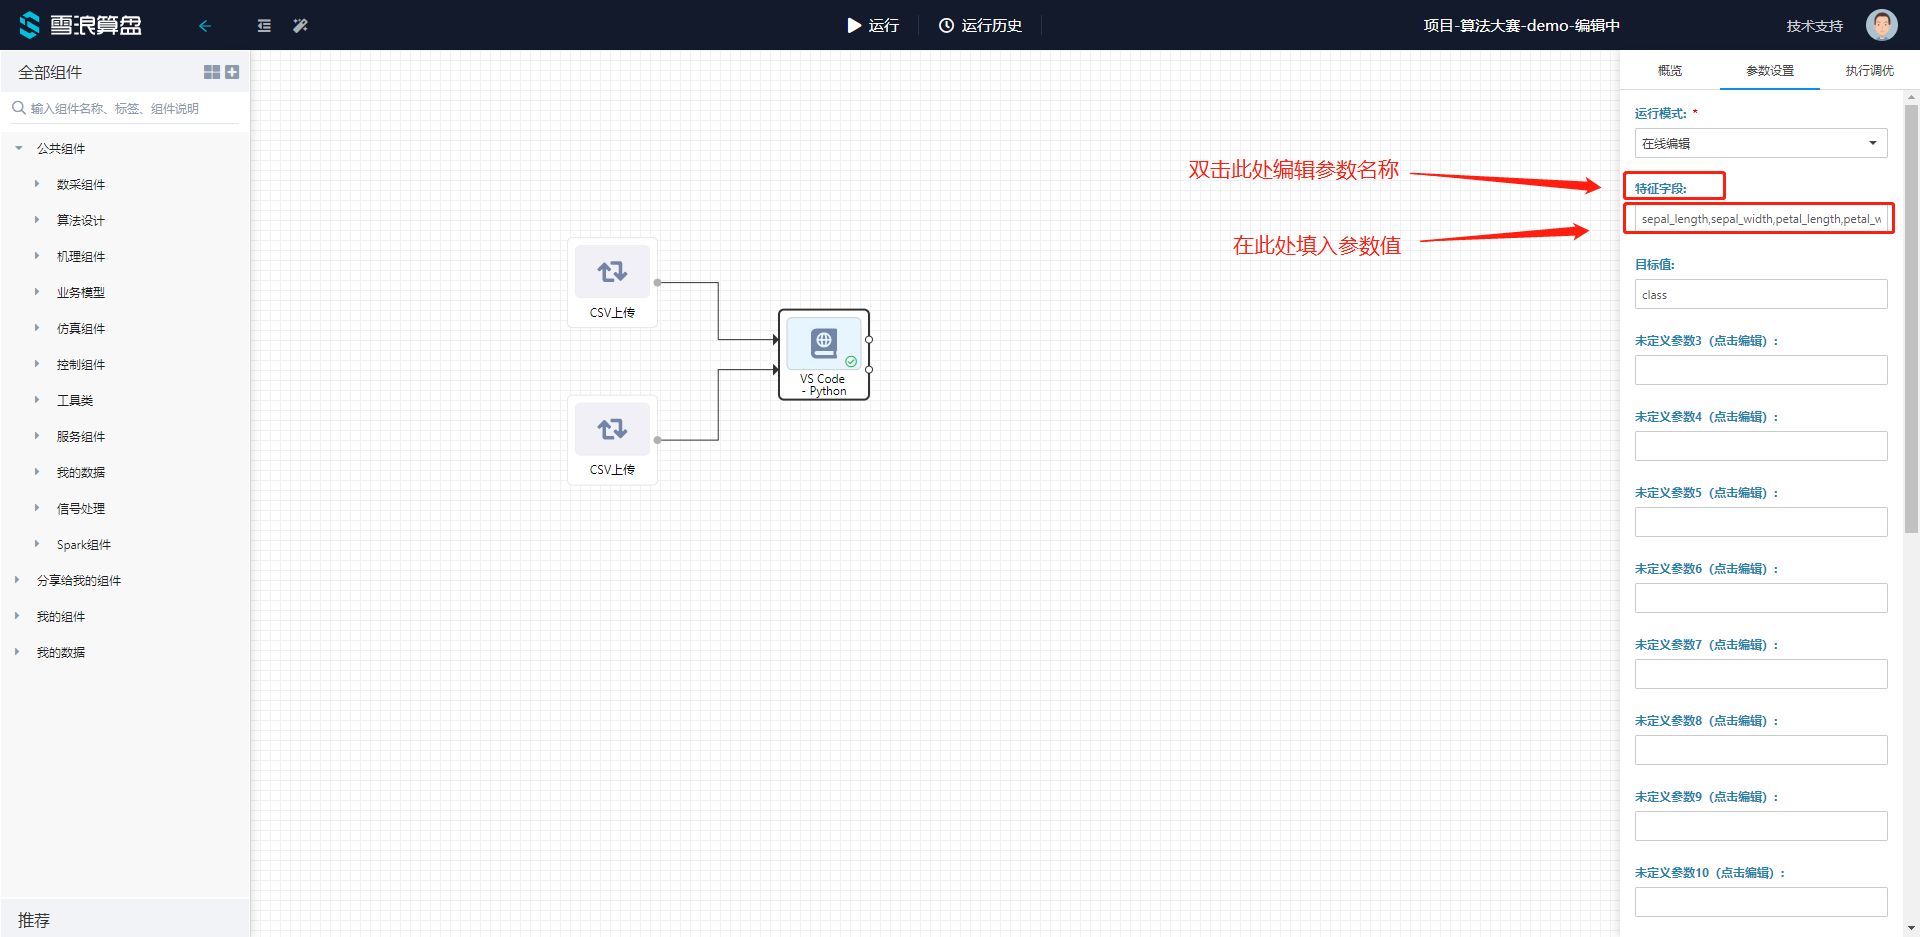 雪浪算盘
运行
运行历史
项目-算法大赛-demo-编辑中
技术支持
全部组件
输入组件名称、标签、组件说明
公共组件
数采组件
算法设计
机理组件
业务模型
仿真组件
控制组件
工具类
服务组件
我的数据
信号处理
Spark组件
分享给我的组件
我的组件
我的数据
推荐
CSV上传
CSV上传
VS Code
- Python
双击此处编辑参数名称
在此处填入参数值
概览
参数设置
执行调优
运行模式: *
在线编辑
特征字段:
sepal_length,sepal_width,petal_length,petal_w
目标值:
class
未定义参数3（点击编辑）:
未定义参数4（点击编辑）:
未定义参数5（点击编辑）:
未定义参数6（点击编辑）:
未定义参数7（点击编辑）:
未定义参数8（点击编辑）:
未定义参数9（点击编辑）:
未定义参数10（点击编辑）: